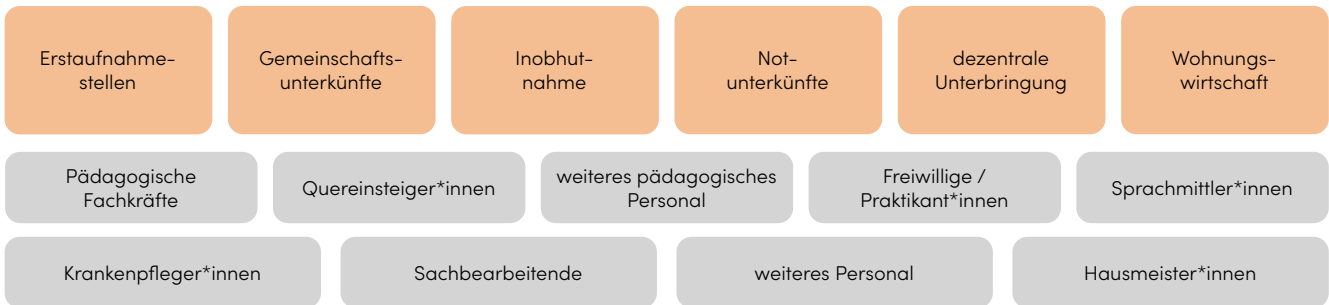 Erstaufnahme-
stellen
Gemeinschafts-
unterkünfte
Inobhut-
nahme
Not-
unterkünfte
dezentrale
Unterbringung
Wohnungs-
wirtschaft
Pädagogische
Fachkräfte
Quereinsteiger*innen
weiteres pädagogisches
Personal
Freiwillige /
Praktikant*innen
Sprachmittler*innen
Krankenpfleger*innen
Sachbearbeitende
weiteres Personal
Hausmeister*innen